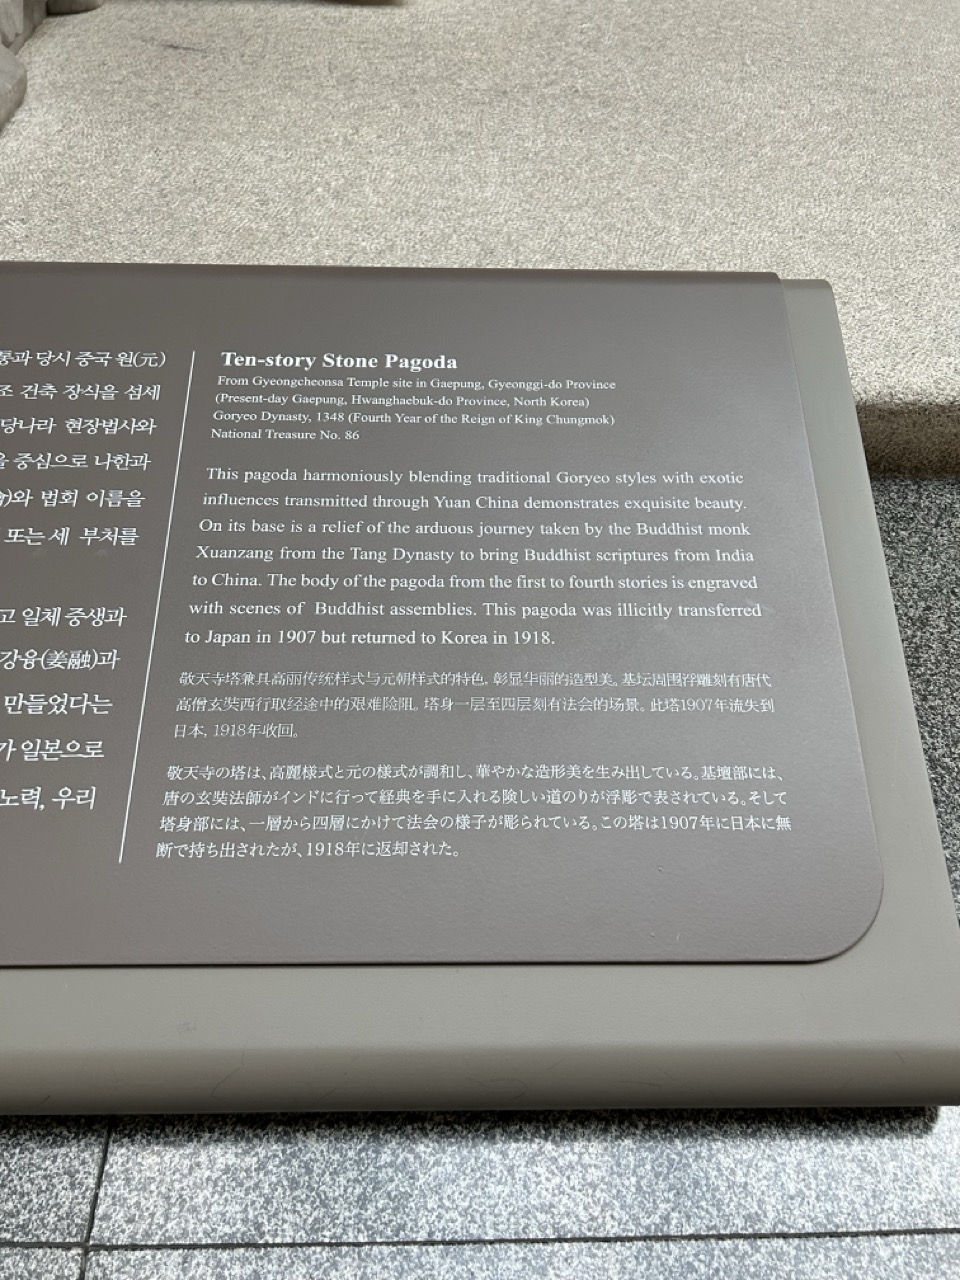 통과 당시 중국 원(元)
조 건축 장식을 섬세
당나라 현장법사와
을 중심으로 나한과
와 법회 이름을
또는 세 부처를
고 일체 중생과
강융(姜融)과
만들었다는
가 일본으로
노력, 우리
Ten-story Stone Pagoda
From Gyeongcheonsa Temple site in Gaepung, Gyeonggi-do Province
(Present-day Gaepung, Hwanghaebuk-do Province, North Korea)
Goryeo Dynasty, 1348 (Fourth Year of the Reign of King Chungmok)
National Treasure No. 86
This pagoda harmoniously blending traditional Goryeo styles with exotic
influences transmitted through Yuan China demonstrates exquisite beauty.
On its base is a relief of the arduous journey taken by the Buddhist monk
Xuanzang from the Tang Dynasty to bring Buddhist scriptures from India
to China. The body of the pagoda from the first to fourth stories is engraved
with scenes of Buddhist assemblies. This pagoda was illicitly transferred
to Japan in 1907 but returned to Korea in 1918.
敬天寺塔兼具高丽传统样式与元朝样式的特色, 彰显华丽的造型美。基坛周围浮雕刻有唐代
高僧玄奘西行取经途中的艰难险阻。塔身一层至四层刻有法会的场景。此塔1907年流失到
日本, 1918年收回。
敬天寺の塔は、高麗様式と元の様式が調和し、華やかな造形美を生み出している。基壇部には、
唐の玄奘法師がインドに行って経典を手に入れる険しい道のりが浮彫で表されている。そして
塔身部には、一層から四層にかけて法会の様子が彫られている。この塔は1907年に日本に無
断で持ち出されたが、1918年に返却された。